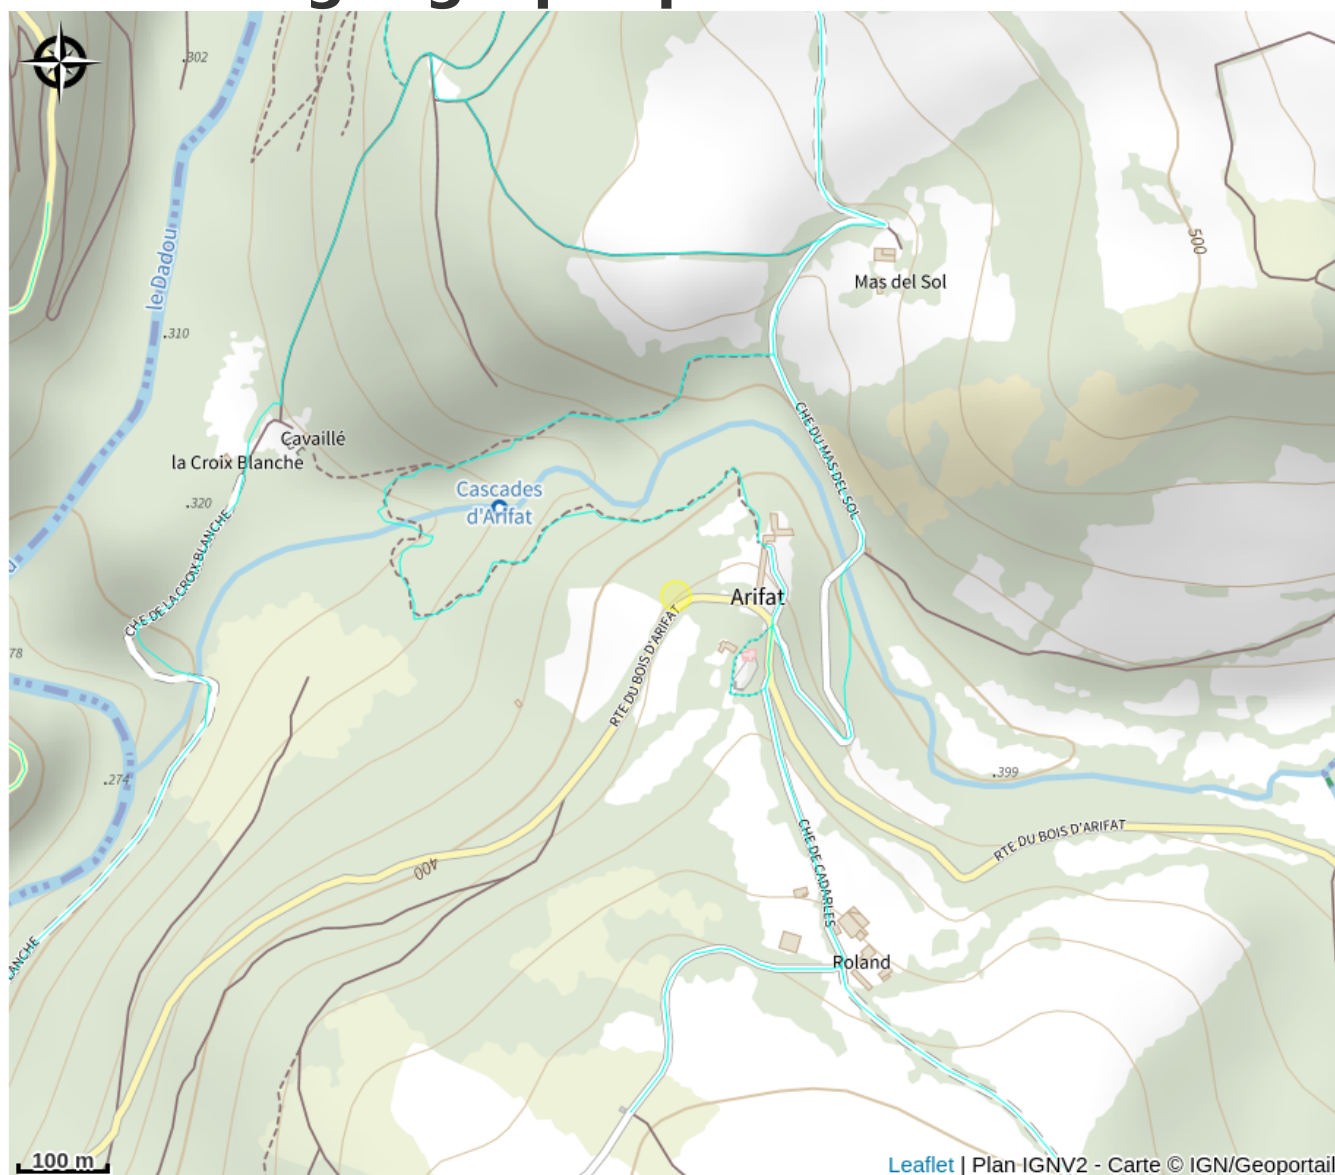 302
le Dadou
500
Mas del Sol
310
CHE DU MAS DEL SOL
Cavaillé
la Croix Blanche
Cascades
d'Arifat
320
CHE DE LA CROIX BLANCHE
Arifat
RTE DU BOIS D'ARIFAT
78
274
399
RTE DU BOIS D'ARIFAT
CHE DE CADARLES
400
LANCHE
Roland
100 m
Leaflet | Plan IGNV2 - Carte © IGN/Geoportail